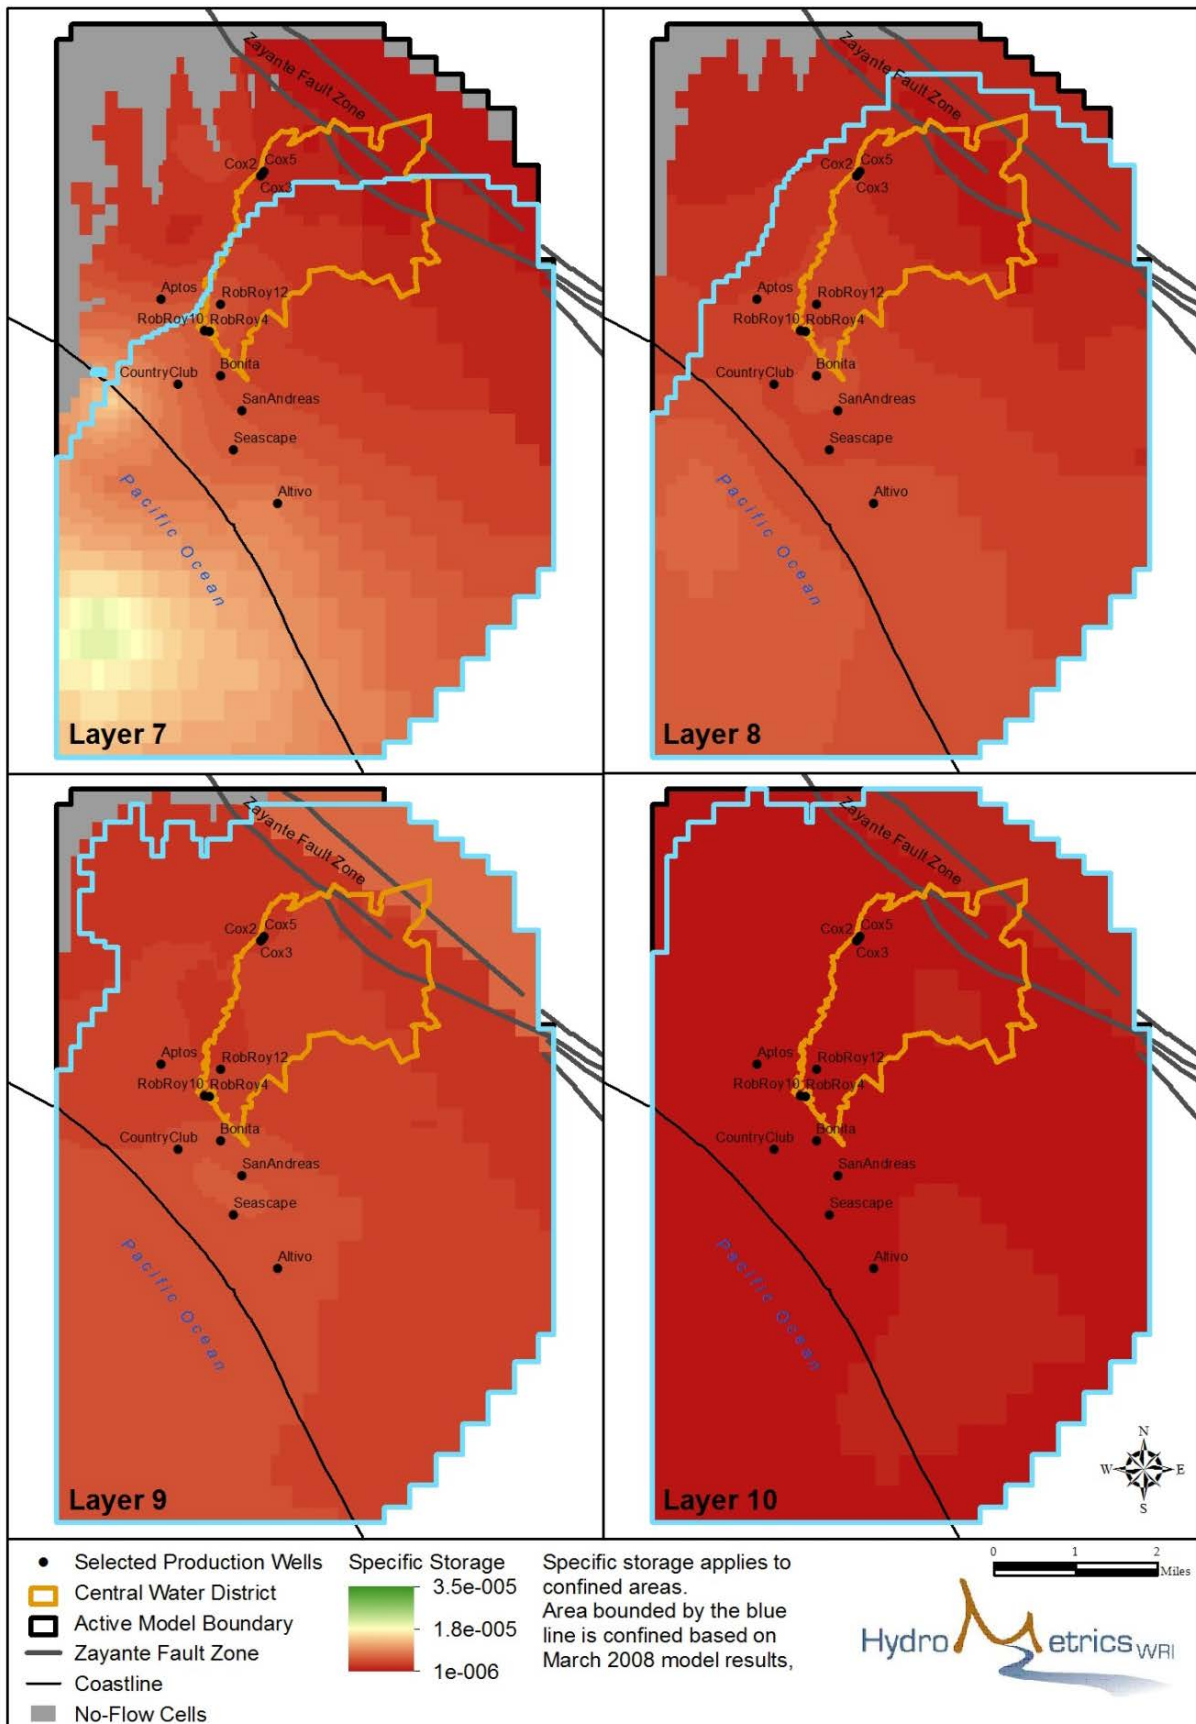 Zayante Fault Zone
Cox2
Cox5
Cox3
Aptos
RobRoy12
RobRoy10
RobRoy4
CountryClub
Bonita
SanAndreas
Seascape
Altivo
Pacific Ocean
Layer 7
Zayante Fault Zone
Cox2
Cox5
Cox3
Aptos
RobRoy12
RobRoy10
RobRoy4
CountryClub
Bonita
SanAndreas
Seascape
Altivo
Pacific Ocean
Layer 8
Zayante Fault Zone
Cox2
Cox5
Cox3
Aptos
RobRoy12
RobRoy10
RobRoy4
CountryClub
Bonita
SanAndreas
Seascape
Altivo
Pacific Ocean
Layer 9
Zayante Fault Zone
Cox2
Cox5
Cox3
Aptos
RobRoy12
RobRoy10
RobRoy4
CountryClub
Bonita
SanAndreas
Seascape
Altivo
Pacific Ocean
Layer 10
N
W
E
S
Selected Production Wells
Central Water District
Active Model Boundary
Zayante Fault Zone
Coastline
No-Flow Cells
Specific Storage
3.5e-005
1.8e-005
1e-006
Specific storage applies to
confined areas.
Area bounded by the blue
line is confined based on
March 2008 model results,
0 1 2
Miles
HydroMetrics WRI